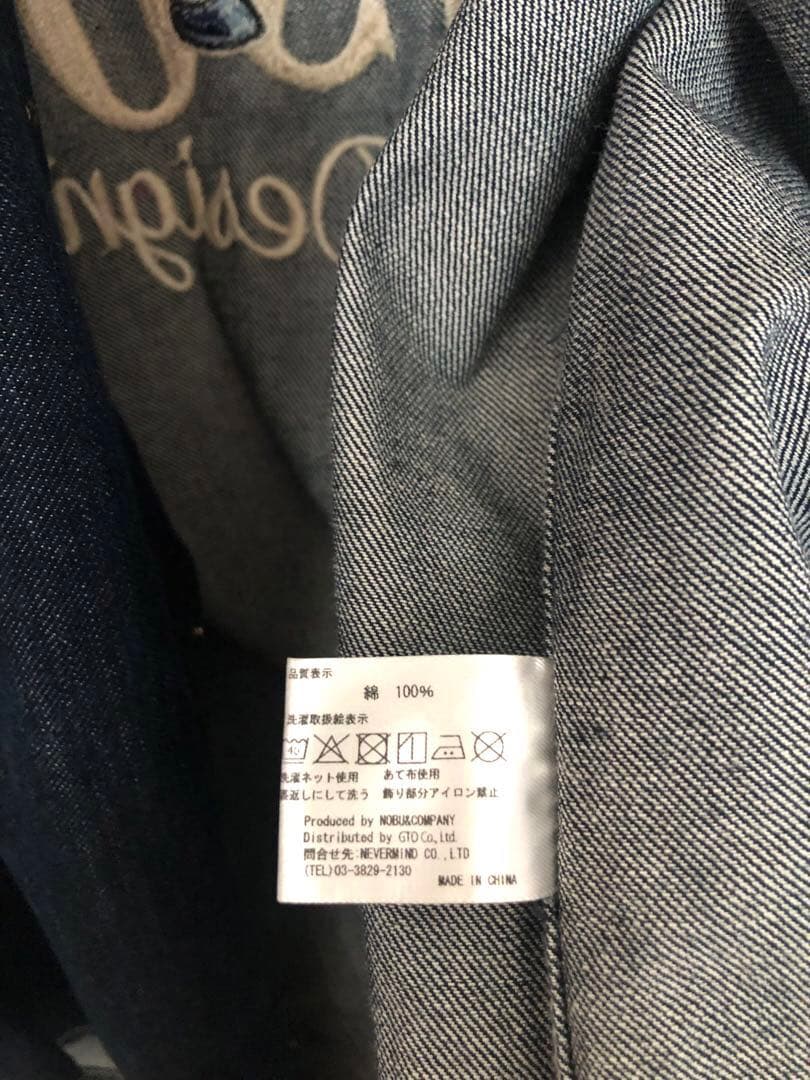 Design
品質表示
綿 100%
洗濯取扱絵表示
40
洗濯ネット使用 あて布使用
裏返しにして洗う 飾り部分アイロン禁止
Produced by NOBU&COMPANY
Distributed by GTO Co,.Ltd.
問合せ先:NEVERMIND CO.,LTD
(TEL)03-3829-2130
MADE IN CHINA